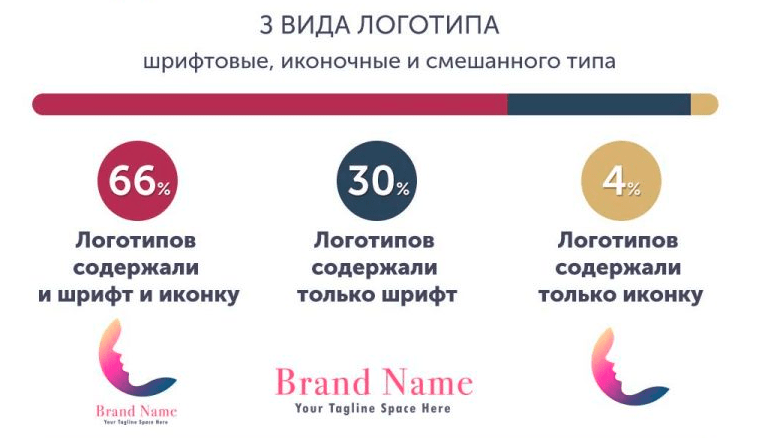 3 ВИДА ЛОГОТИПА
шрифтовые, иконочные и смешанного типа
66%
Логотипов
содержали
и шрифт и иконку
Brand Name
Your Tagline Space Here
30%
Логотипов
содержали
только шрифт
Brand Name
Your Tagline Space Here
4%
Логотипов
содержали
только иконку